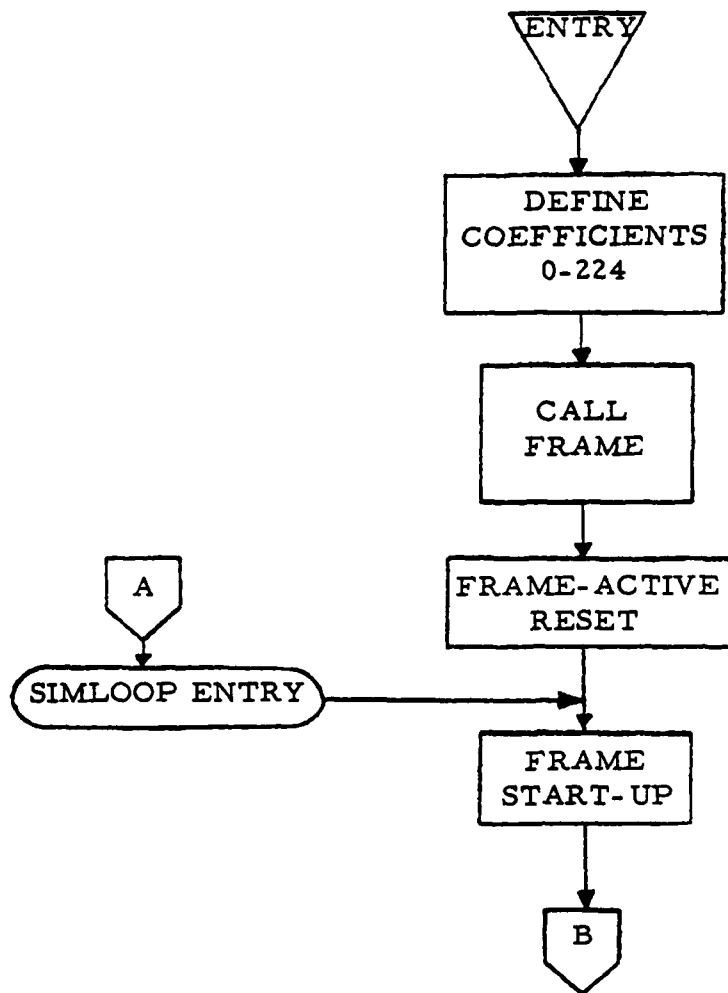 ENTRY
DEFINE
COEFFICIENTS
0-224
CALL
FRAME
FRAME-ACTIVE
RESET
A
SIMLOOP ENTRY
FRAME
START-UP
B